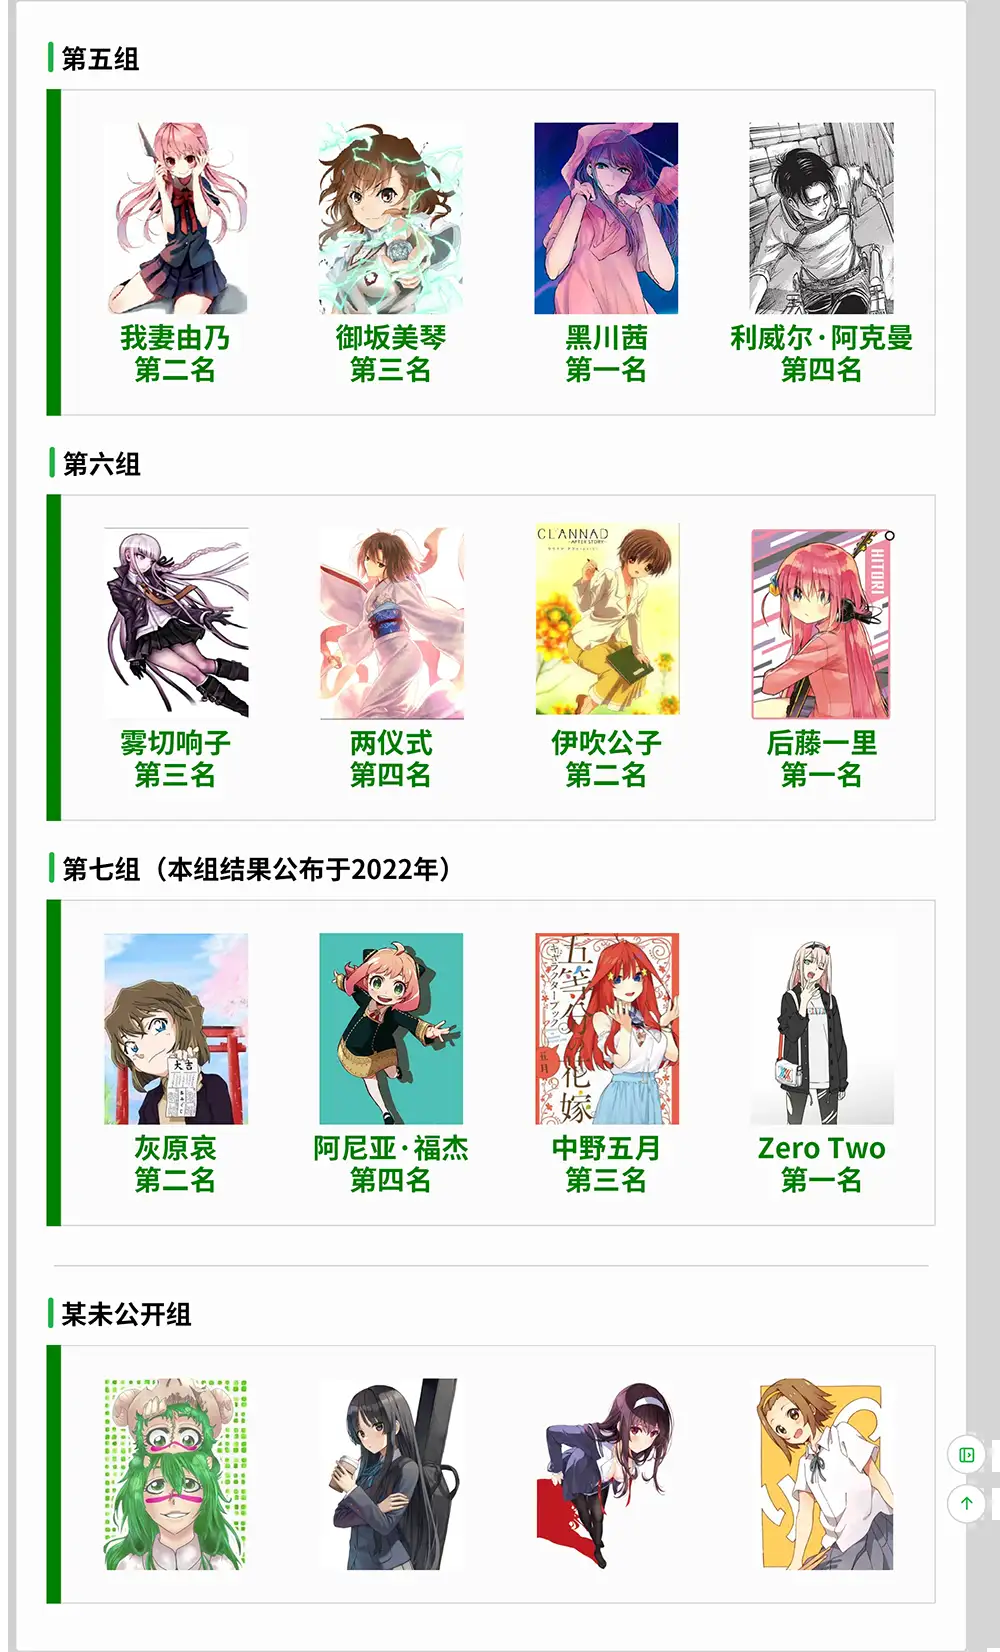 第五组
我妻由乃
第二名
御坂美琴
第三名
黑川茜
第一名
利威尔·阿克曼
第四名
第六组
CLANNAD
AFTER STORY
HITORI
雾切响子
第三名
两仪式
第四名
伊吹公子
第二名
后藤一里
第一名
第七组（本组结果公布于2022年）
大吉
五等分
花嫁
キャラクターブック
五月
灰原哀
第二名
阿尼亚·福杰
第四名
中野五月
第三名
Zero Two
第一名
某未公开组